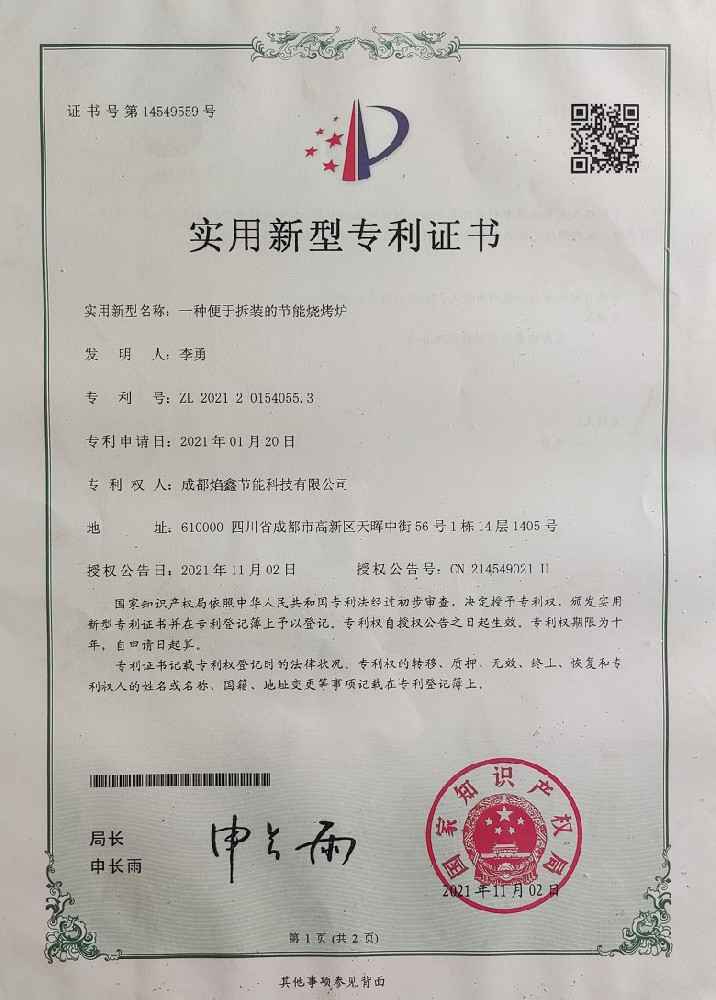 证书号第14549559号
实用新型专利证书
实用新型名称：一种便于拆装的节能烧烤炉
发明人：李勇
专利号：ZL 2021 2 0154055.3
专利申请日：2021年01月20日
专利权人：成都焰鑫节能科技有限公司
地址：610000 四川省成都市高新区天晖中街56号1栋14层1405号
授权公告日：2021年11月02日 授权公告号：CN 214549021 U
国家知识产权局依照中华人民共和国专利法经过初步审查，决定授予专利权，颁发实用
新型专利证书并在专利登记簿上予以登记。专利权自授权公告之日起生效。专利权期限为十
年，自申请日起算。
专利证书记载专利权登记时的法律状况。专利权的转移、质押、无效、终止、恢复和专
利权人的姓名或名称、国籍、地址变更等事项记载在专利登记簿上。
局长
申长雨
申长雨
国家知识产权局
2021年11月02日
第1页(共2页)
其他事项参见背面